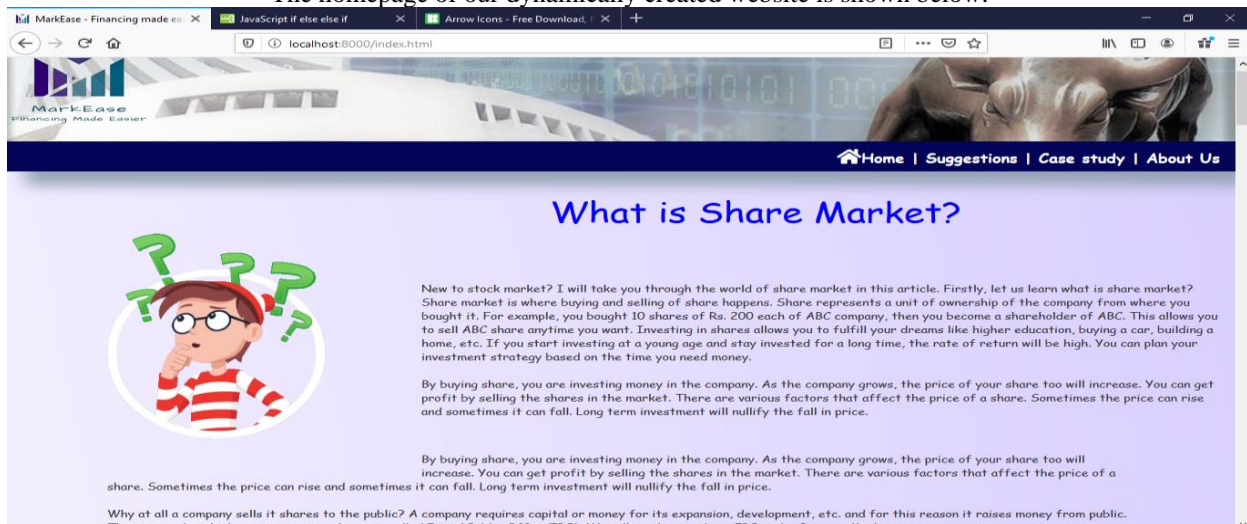 The homepage of our dynamically created website is shown below.
MarkEase - Financing made ea
JavaScript if else else if
Arrow Icons - Free Download,
localhost:8000/index.html
MarkEase
Financing Made Easier
Home | Suggestions | Case study | About Us
What is Share Market?
New to stock market? I will take you through the world of share market in this article. Firstly, let us learn what is share market?
Share market is where buying and selling of share happens. Share represents a unit of ownership of the company from where you
bought it. For example, you bought 10 shares of Rs. 200 each of ABC company, then you become a shareholder of ABC. This allows you
to sell ABC share anytime you want. Investing in shares allows you to fulfill your dreams like higher education, buying a car, building a
home, etc. If you start investing at a young age and stay invested for a long time, the rate of return will be high. You can plan your
investment strategy based on the time you need money.
By buying share, you are investing money in the company. As the company grows, the price of your share too will increase. You can get
profit by selling the shares in the market. There are various factors that affect the price of a share. Sometimes the price can rise
and sometimes it can fall. Long term investment will nullify the fall in price.
By buying share, you are investing money in the company. As the company grows, the price of your share too will
increase. You can get profit by selling the shares in the market. There are various factors that affect the price of a
share. Sometimes the price can rise and sometimes it can fall. Long term investment will nullify the fall in price.
Why at all a company sells it shares to the public? A company requires capital or money for its expansion, development, etc. and for this reason it raises money from public.